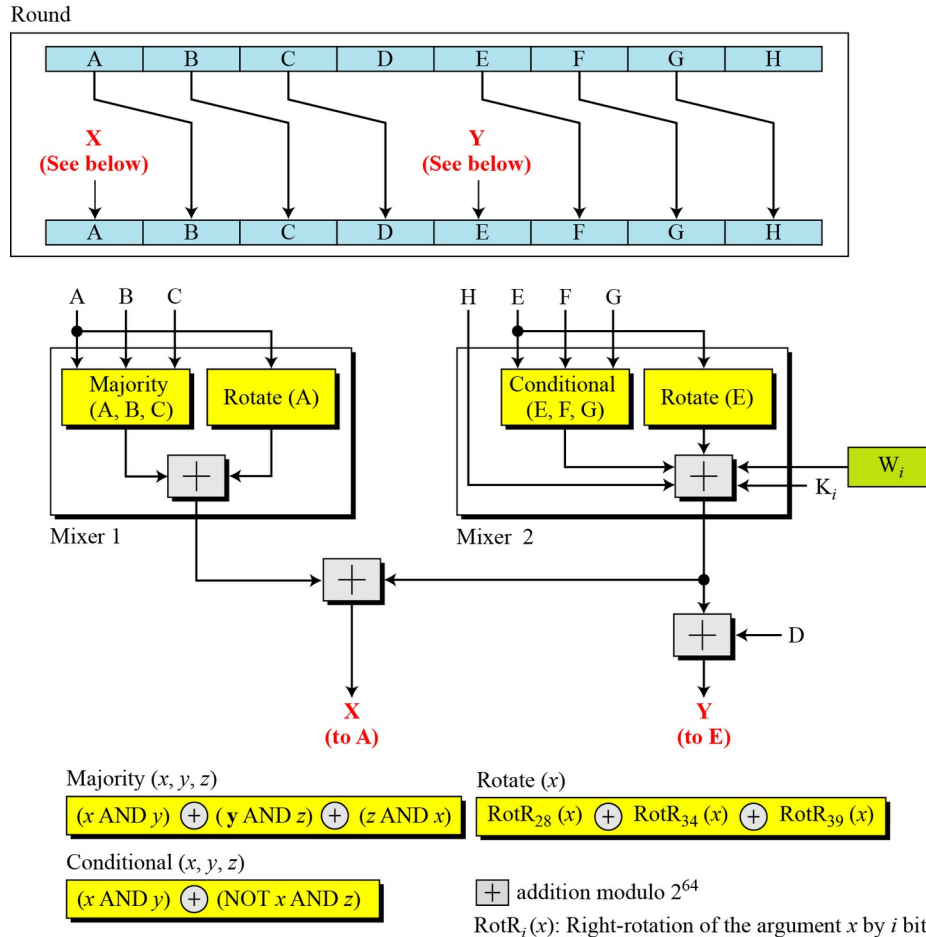 Round
A B C D E F G H
X Y
(See below) (See below)
A B C D E F G H
A B C H E F G
Majority Rotate (A) Conditional Rotate (E)
(A, B, C) (E, F, G)
+ +
W𝑖
K𝑖
Mixer 1 Mixer 2
+
+ D
X Y
(to A) (to E)
Majority (x, y, z) Rotate (x)
(x AND y) + (y AND z) + (z AND x) RotR₂₈ (x) + RotR₃₄ (x) + RotR₃₉ (x)
Conditional (x, y, z)
(x AND y) + (NOT x AND z)
+ addition modulo 2⁶⁴
RotR𝑖 (x): Right-rotation of the argument x by i bit